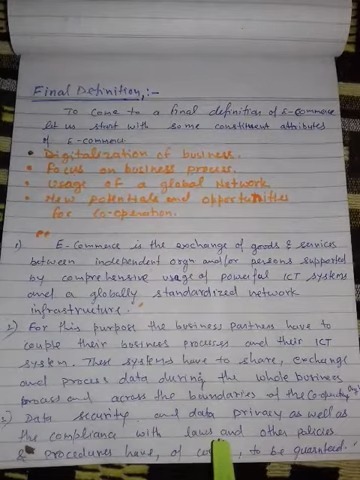 Final Definition :-
To come to a final definition of E-Commerce
let us start with some constituent attributes
of E-commerce
• Digitalization of business.
• Focus on business process.
• Usage of a global Network
• New potentials and opportunities
for co-operation.
"
1) E-Commerce is the exchange of goods & services
between independent orgn and/or persons supported
by comprehensive usage of powerful ICT systems
and a globally standardized network
infrastructure. "
2) For this purpose the business partners have to
couple their business processes and their ICT
system. These systems have to share, exchange
and process data during the whole business
process and across the boundaries of the Co-operating
3) Data security and data privacy as well as
the compliance with laws and other policies
& procedures have, of , to be guaranteed.